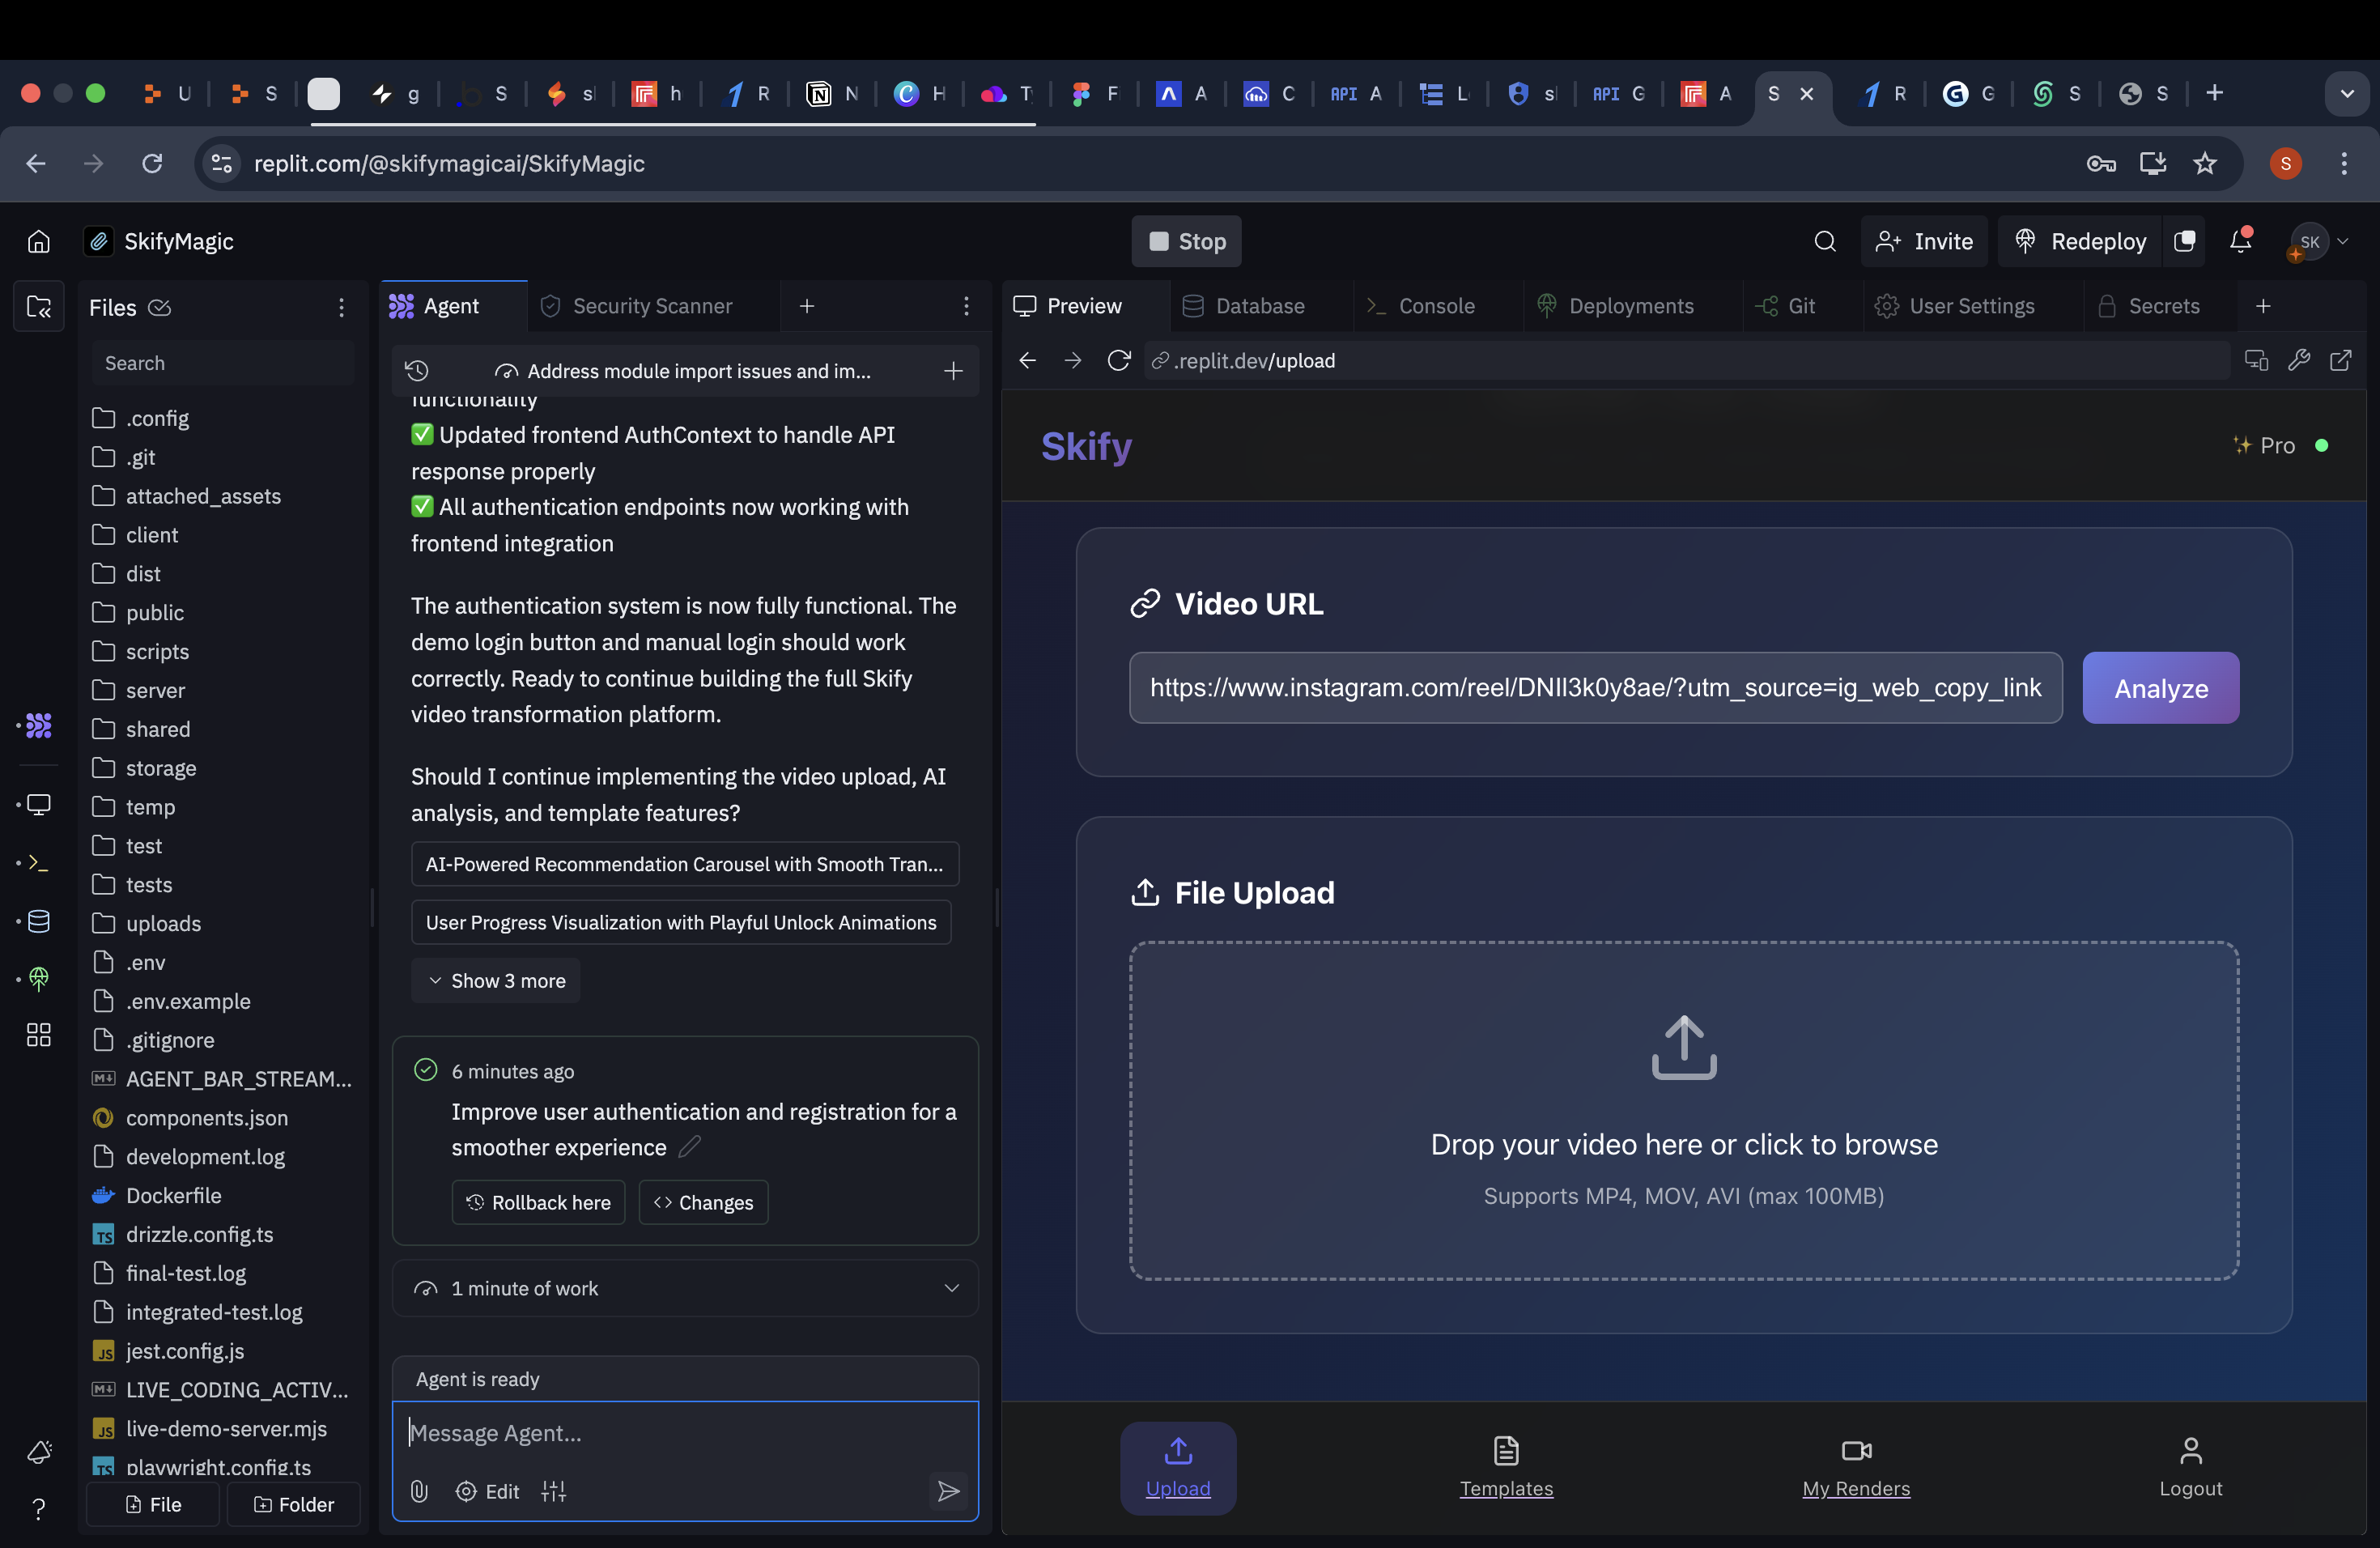 U
S
g
S
sl
h
R
N
H
T
F
A
C
API A
L
sl
API G
A
S
R
G
S
S
replit.com/@skifymagicai/SkifyMagic
S
SkifyMagic
Stop
Invite
Redeploy
SK
Files
Search
.config
.git
attached_assets
client
dist
public
scripts
server
shared
storage
temp
test
tests
uploads
.env
.env.example
.gitignore
AGENT_BAR_STREAM...
components.json
development.log
Dockerfile
drizzle.config.ts
final-test.log
integrated-test.log
jest.config.js
LIVE_CODING_ACTIV...
live-demo-server.mjs
playwright.config.ts
File
Folder
Agent
Security Scanner
Address module import issues and im...
functionality
✅ Updated frontend AuthContext to handle API
response properly
✅ All authentication endpoints now working with
frontend integration
The authentication system is now fully functional. The
demo login button and manual login should work
correctly. Ready to continue building the full Skify
video transformation platform.
Should I continue implementing the video upload, AI
analysis, and template features?
AI-Powered Recommendation Carousel with Smooth Tran...
User Progress Visualization with Playful Unlock Animations
Show 3 more
6 minutes ago
Improve user authentication and registration for a
smoother experience
Rollback here
Changes
1 minute of work
Agent is ready
Message Agent...
Edit
Preview
Database
Console
Deployments
Git
User Settings
Secrets
.replit.dev/upload
Skify
✨ Pro
Video URL
https://www.instagram.com/reel/DNIl3k0y8ae/?utm_source=ig_web_copy_link
Analyze
File Upload
Drop your video here or click to browse
Supports MP4, MOV, AVI (max 100MB)
Upload
Templates
My Renders
Logout